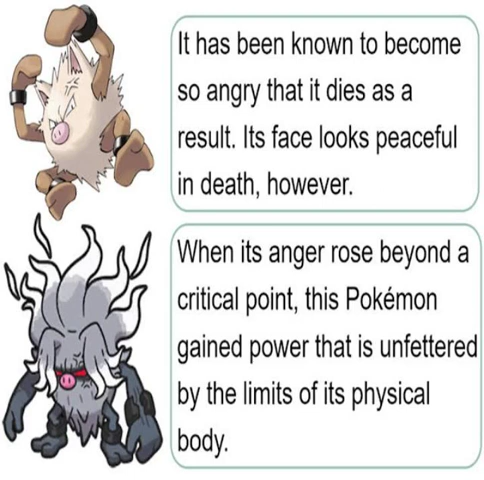 It has been known to become
so angry that it dies as a
result. Its face looks peaceful
in death, however.
When its anger rose beyond a
critical point, this Pokémon
gained power that is unfettered
by the limits of its physical
body.